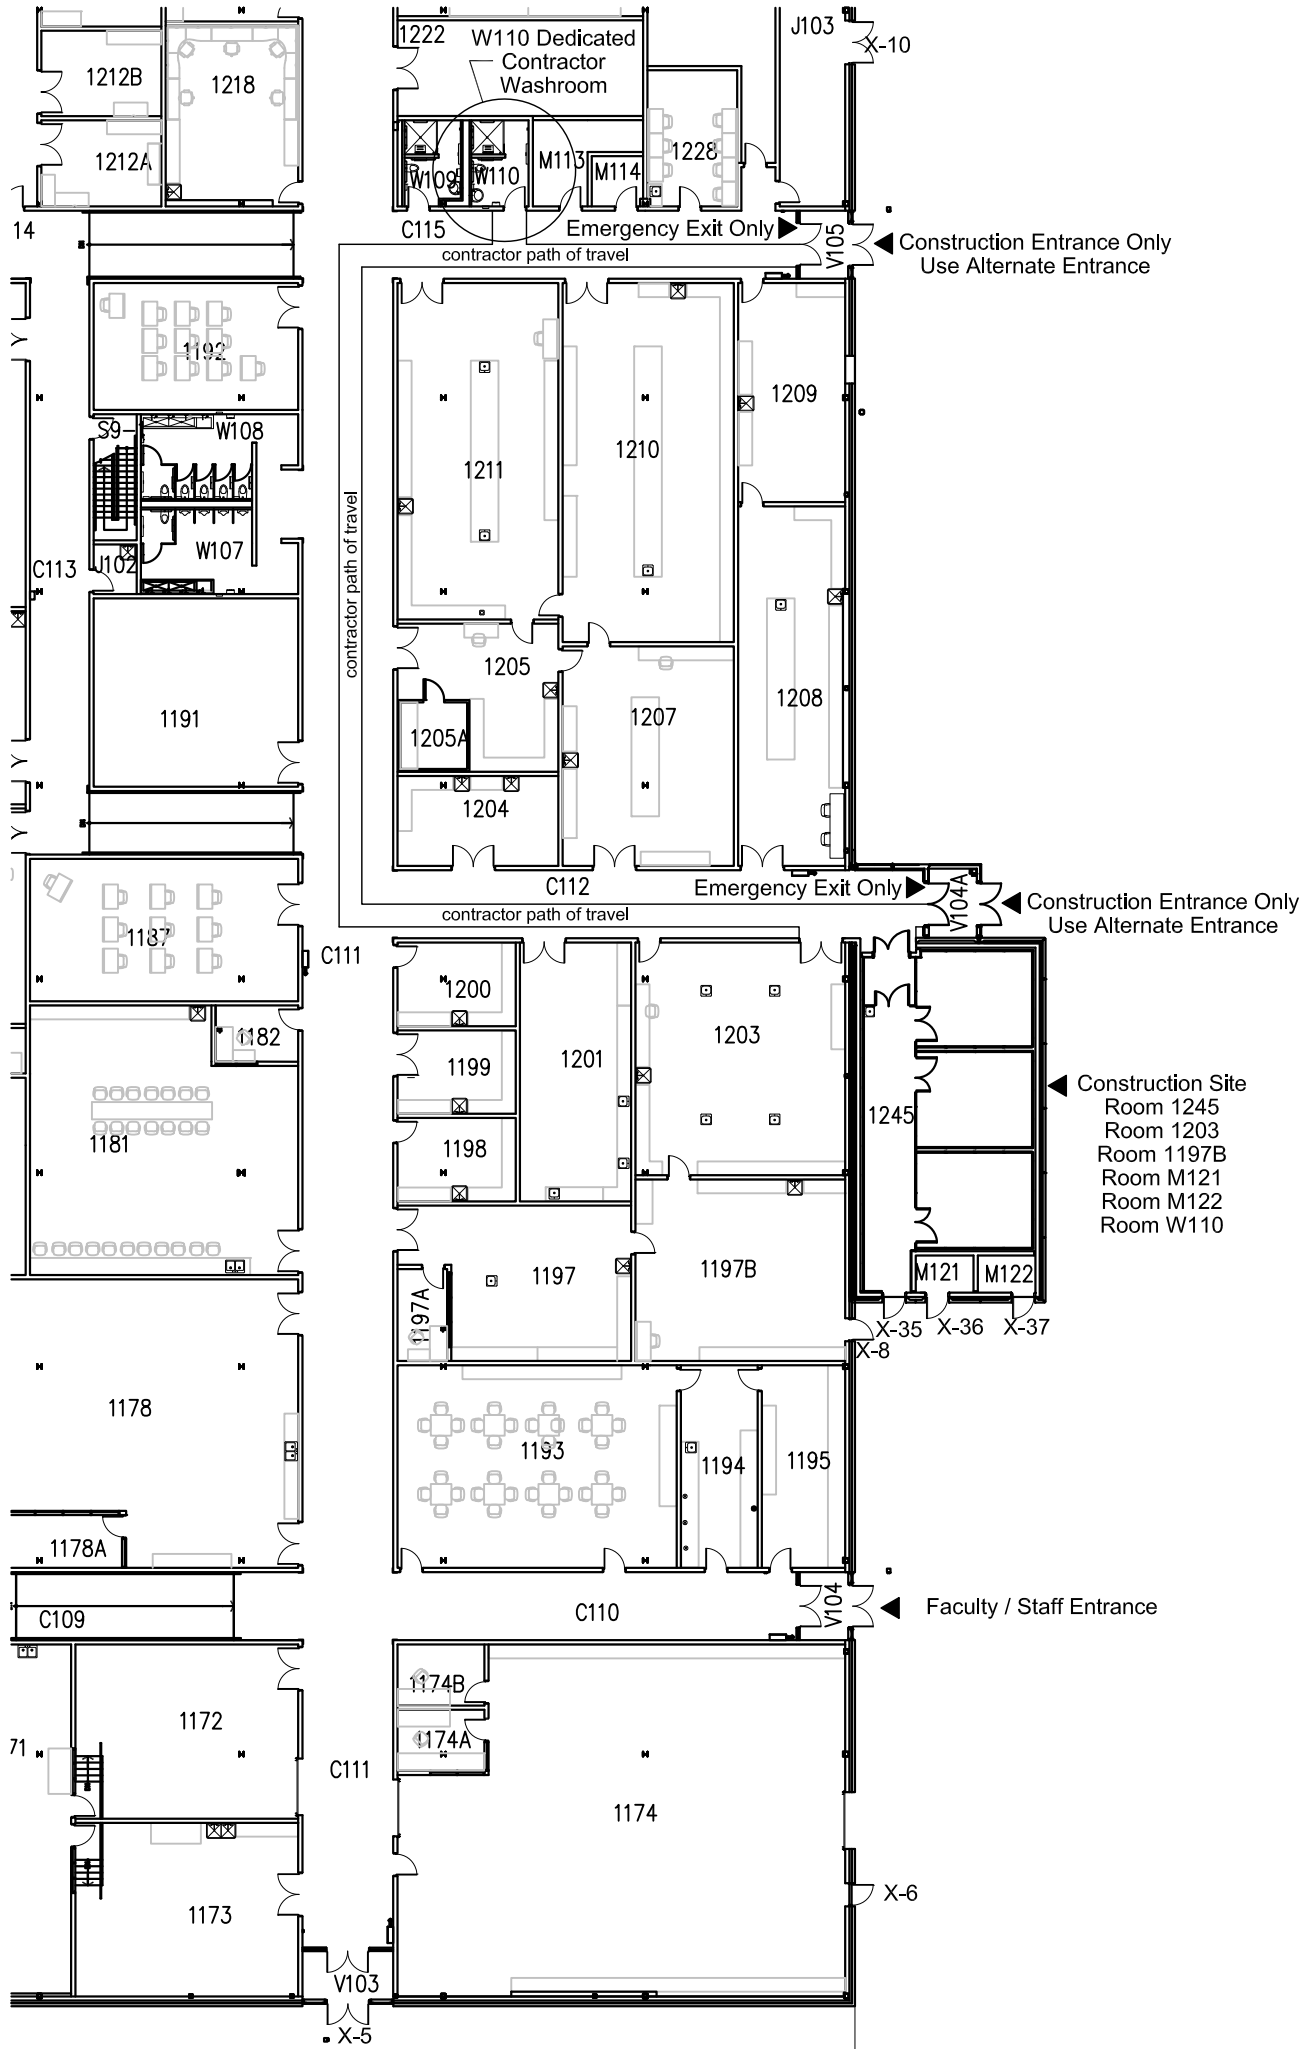 1222
W110 Dedicated
Contractor
Washroom
J103
X-10
1212B
1218
1212A
W109
W110
M113
M114
1228
14
C115
Emergency Exit Only
V105
Construction Entrance Only
Use Alternate Entrance
contractor path of travel
1192
1209
S9-
W108
1211
1210
contractor path of travel
C113
J102
W107
1205
1208
1191
1207
1205A
1204
C112
Emergency Exit Only
V104A
Construction Entrance Only
Use Alternate Entrance
contractor path of travel
1187
C111
1200
1182
1201
1203
1199
Construction Site
Room 1245
Room 1203
Room 1197B
Room M121
Room M122
Room W110
1245
1181
1198
1197
1197B
M121
M122
1197A
X-35
X-36
X-37
X-8
1178
1193
1194
1195
1178A
C109
C110
V104
Faculty / Staff Entrance
1174B
1172
1174A
71
C111
1174
X-6
1173
V103
X-5